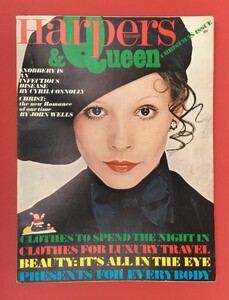 Harpers
& Queen
CHRISTMAS ISSUE
SNOBBERY IS
AN
INFECTIOUS
DISEASE
BY CYRIL CONNOLLY
CHRIST:
the new Romance
of our time
BY JOHN WELLS
CLOTHES TO SPEND THE NIGHT IN
CLOTHES FOR LUXURY TRAVEL
BEAUTY: IT'S ALL IN THE EYE
PRESENTS FOR EVERYBODY